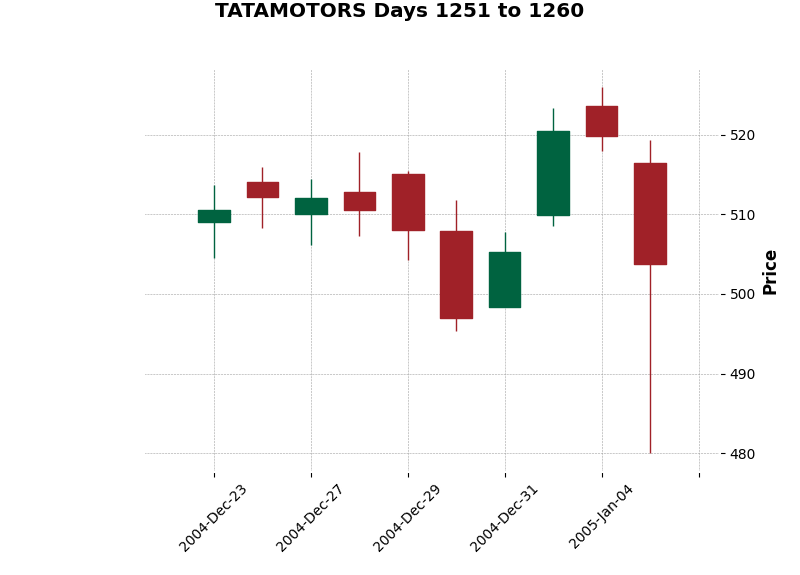 TATAMOTORS Days 1251 to 1260
520
510
500
490
480
Price
2004-Dec-23
2004-Dec-27
2004-Dec-29
2004-Dec-31
2005-Jan-04